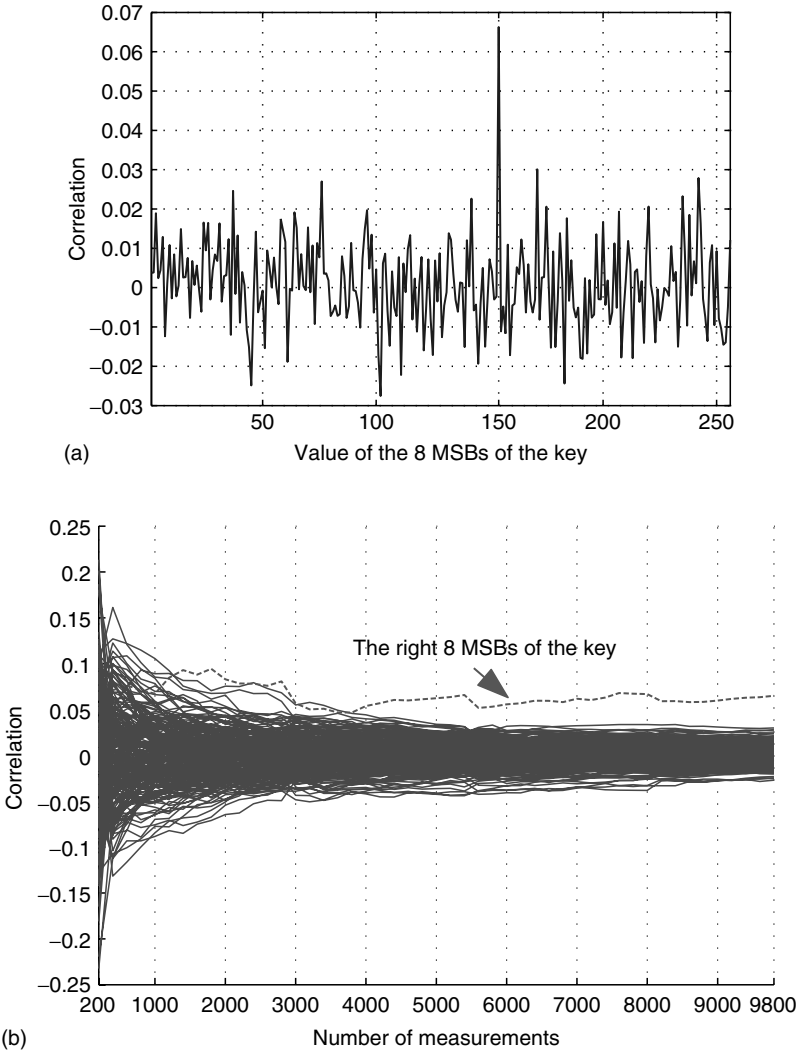 0.07
0.06
0.05
0.04
0.03
0.02
0.01
0
−0.01
−0.02
−0.03
Correlation
50 100 150 200 250
(a)
Value of the 8 MSBs of the key
0.25
0.2
0.15
0.1
0.05
0
−0.05
−0.1
−0.15
−0.2
−0.25
Correlation
The right 8 MSBs of the key
200 1000 2000 3000 4000 5000 6000 7000 8000 9000 9800
(b)
Number of measurements